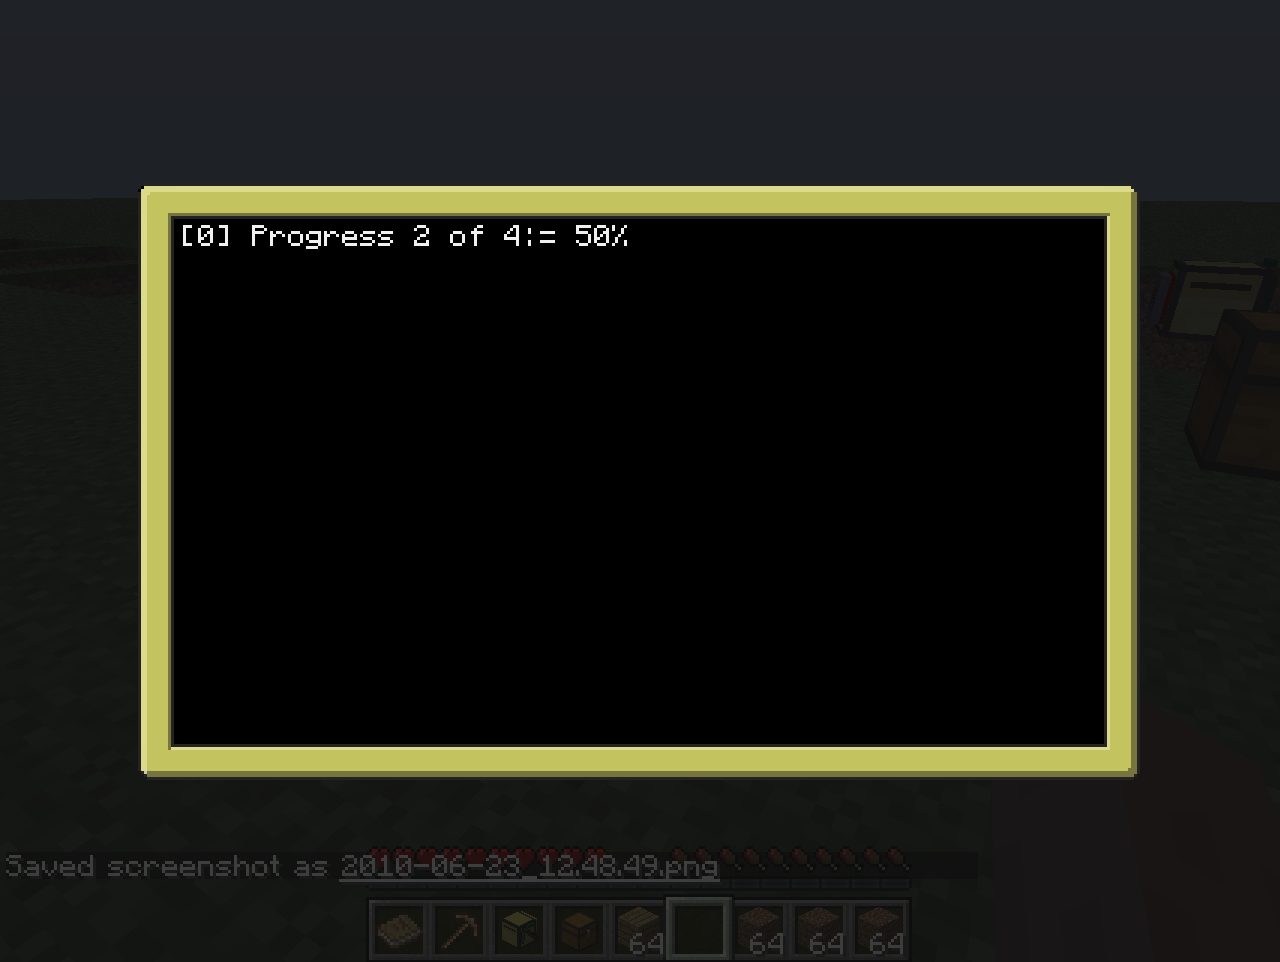 [0] Progress 2 of 4:= 50%
Saved screenshot as 2010-06-23_12.48.49.png
64 64 64 64